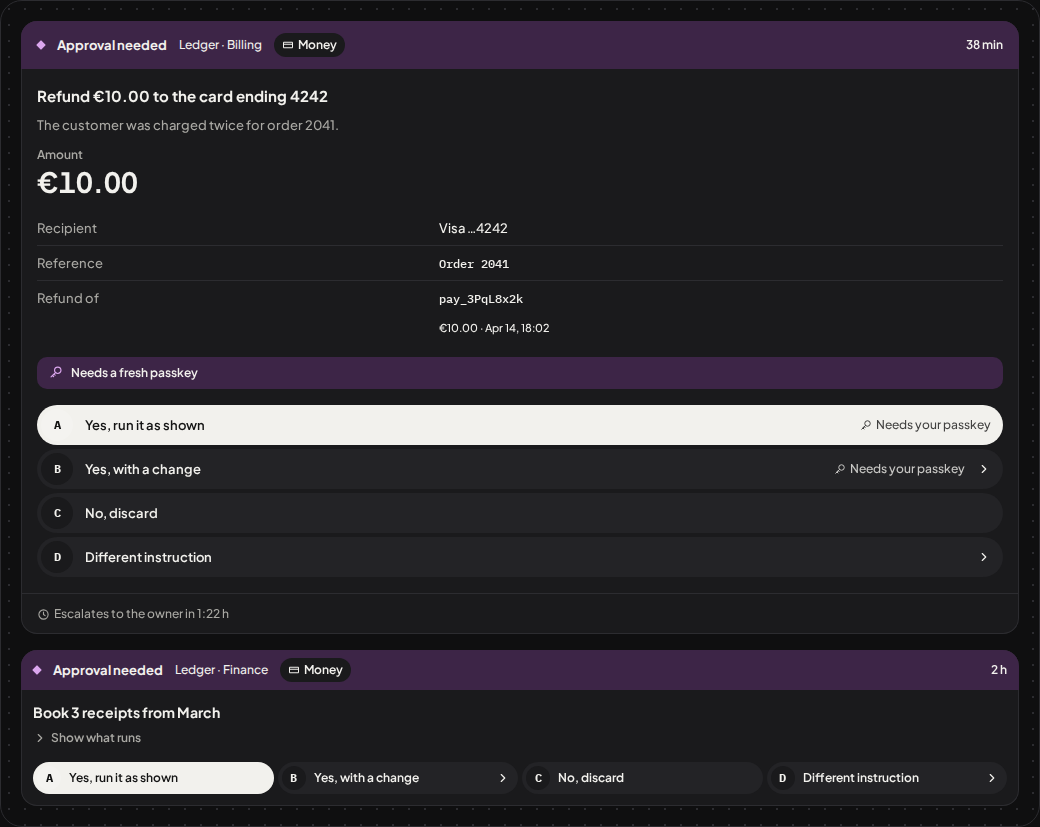 Approval needed Ledger · Billing Money 38 min
Refund €10.00 to the card ending 4242
The customer was charged twice for order 2041.
Amount
€10.00
Recipient Visa …4242
Reference Order 2041
Refund of pay_3PqL8x2k
€10.00 · Apr 14, 18:02
Needs a fresh passkey
A Yes, run it as shown Needs your passkey
B Yes, with a change Needs your passkey
C No, discard
D Different instruction
Escalates to the owner in 1:22 h
Approval needed Ledger · Finance Money 2 h
Book 3 receipts from March
Show what runs
A Yes, run it as shown B Yes, with a change C No, discard D Different instruction